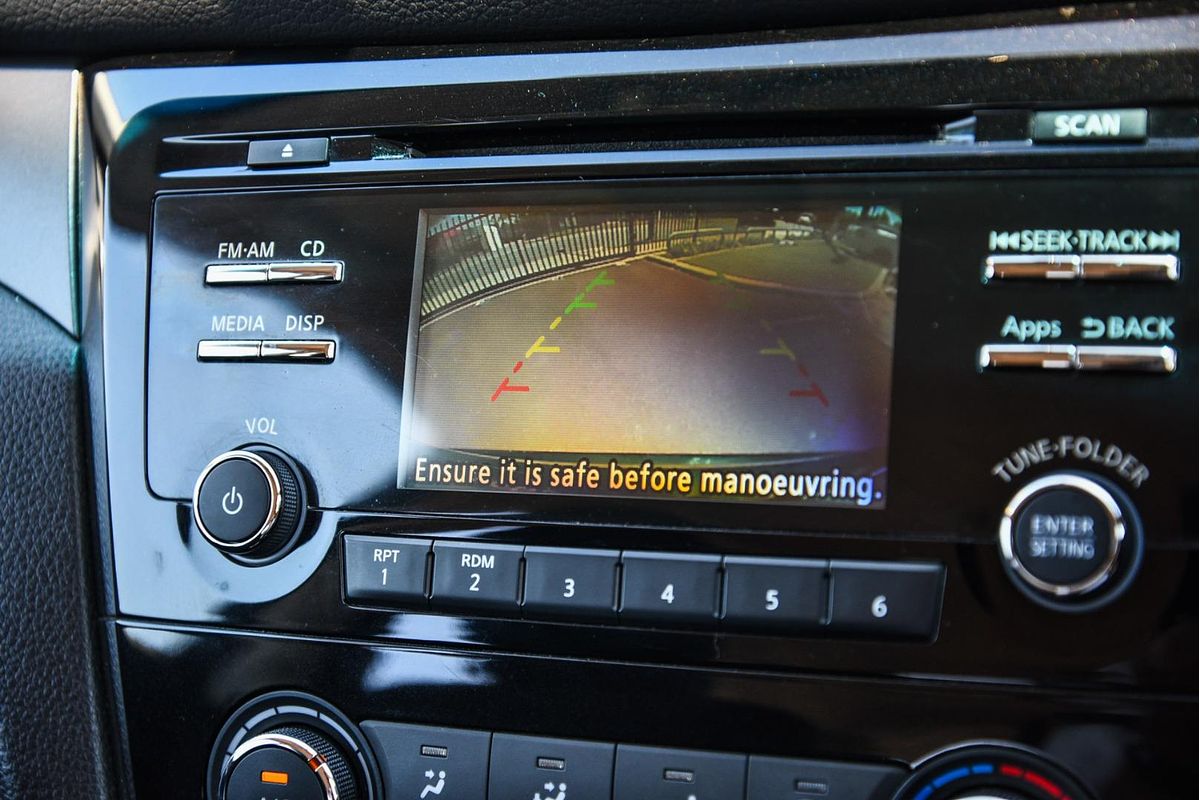 SCAN
FM·AM CD
SEEK·TRACK
MEDIA DISP
Apps BACK
VOL
TUNE·FOLDER
Ensure it is safe before manoeuvring.
ENTER
SETTING
RPT
1
RDM
2
3
4
5
6